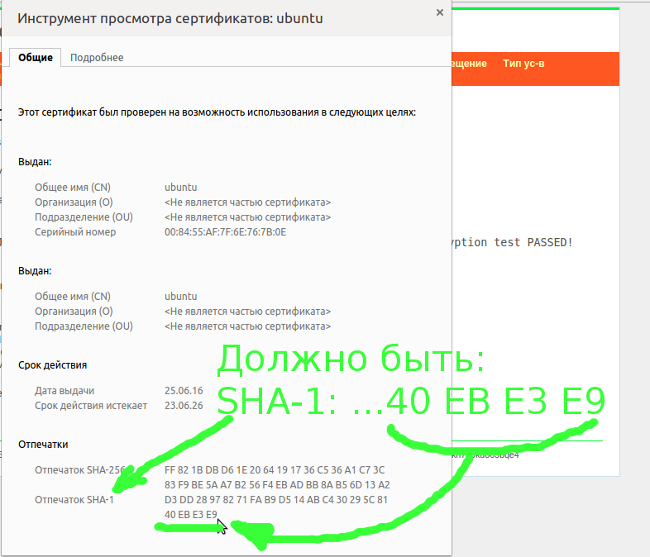 Инструмент просмотра сертификатов: ubuntu
Общие
Подробнее
ещение
Тип ус-в
Этот сертификат был проверен на возможность использования в следующих целях:
Выдан:
Общее имя (CN) ubuntu
Организация (O) <Не является частью сертификата>
Подразделение (OU) <Не является частью сертификата>
Серийный номер 00:84:55:AF:7F:6E:76:7B:0E
yption test PASSED!
Выдан:
Общее имя (CN) ubuntu
Организация (O) <Не является частью сертификата>
Подразделение (OU) <Не является частью сертификата>
Должно быть:
SHA-1: ...40 EB E3 E9
Срок действия
Дата выдачи 25.06.16
Срок действия истекает 23.06.26
Отпечатки
Отпечаток SHA-256 FF 82 1B DB D6 1E 20 64 19 17 36 C5 36 A1 C7 3C
83 F9 BE 5A A7 B2 56 F4 EB AD BB 8A B5 6D 13 A2
Отпечаток SHA-1 D3 DD 28 97 82 71 FA B9 D5 14 AB C4 30 29 5C 81
40 EB E3 E9